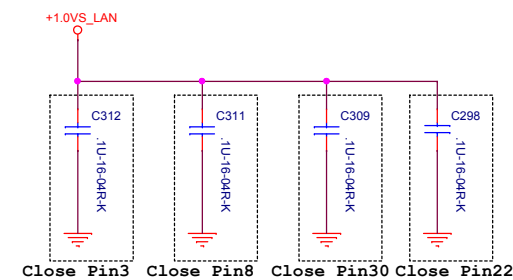 +1.0VS_LAN
C312
C311
C309
C298
.1U-16-04R-K
.1U-16-04R-K
.1U-16-04R-K
.1U-16-04R-K
Close Pin3
Close Pin8
Close Pin30
Close Pin22